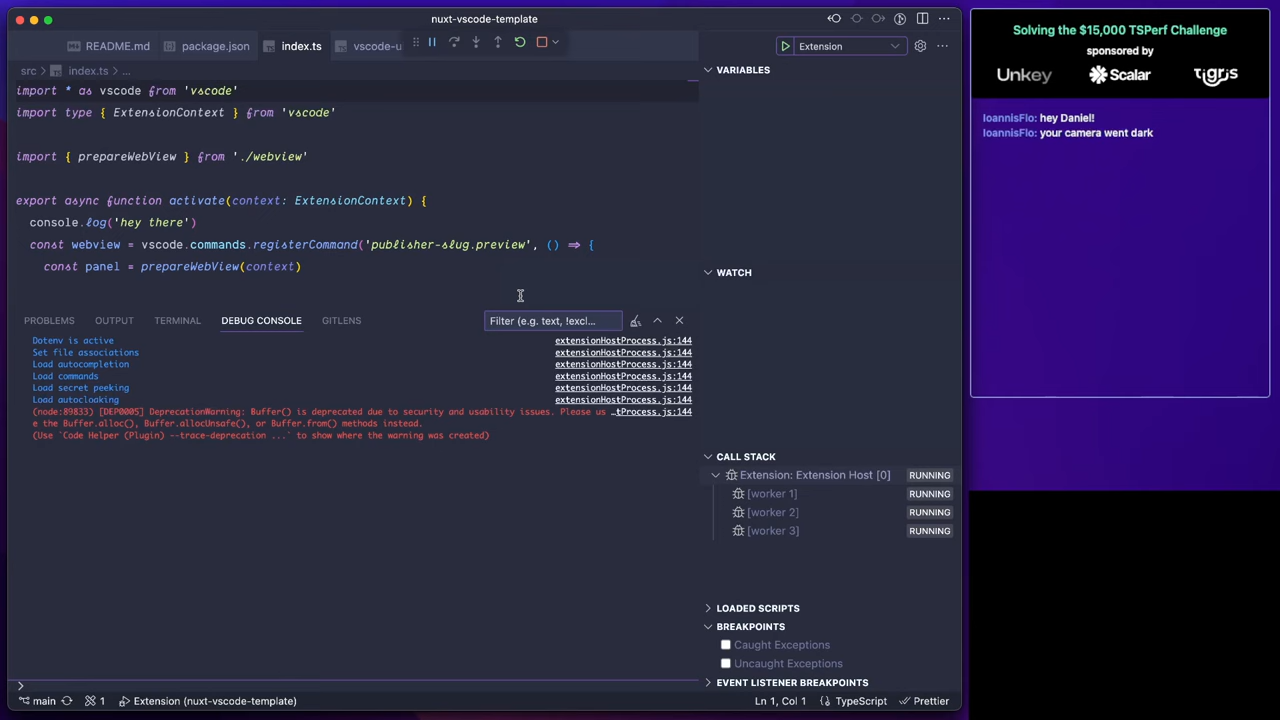 nuxt-vscode-template
README.md
package.json
index.ts
vscode-u
Extension
src > index.ts > ...
import * as vscode from 'vscode'
import type { ExtensionContext } from 'vscode'
import { prepareWebView } from './webview'
export async function activate(context: ExtensionContext) {
console.log('hey there')
const webview = vscode.commands.registerCommand('publisher-slug.preview', () => {
const panel = prepareWebView(context)
PROBLEMS
OUTPUT
TERMINAL
DEBUG CONSOLE
GITLENS
Filter (e.g. text, !excl...
Dotenv is active
extensionHostProcess.js:144
Set file associations
extensionHostProcess.js:144
Load autocompletion
extensionHostProcess.js:144
Load commands
extensionHostProcess.js:144
Load secret peeking
extensionHostProcess.js:144
Load autocloaking
extensionHostProcess.js:144
(node:89833) [DEP0005] DeprecationWarning: Buffer() is deprecated due to security and usability issues. Please us
…tProcess.js:144
e the Buffer.alloc(), Buffer.allocUnsafe(), or Buffer.from() methods instead.
(Use `Code Helper (Plugin) --trace-deprecation ...` to show where the warning was created)
VARIABLES
WATCH
CALL STACK
Extension: Extension Host [0]
RUNNING
[worker 1]
RUNNING
[worker 2]
RUNNING
[worker 3]
RUNNING
LOADED SCRIPTS
BREAKPOINTS
Caught Exceptions
Uncaught Exceptions
EVENT LISTENER BREAKPOINTS
main
1
Extension (nuxt-vscode-template)
Ln 1, Col 1
TypeScript
Prettier
Solving the $15,000 TSPerf Challenge
sponsored by
Unkey
Scalar
tigris
IoannisFlo: hey Daniel!
IoannisFlo: your camera went dark